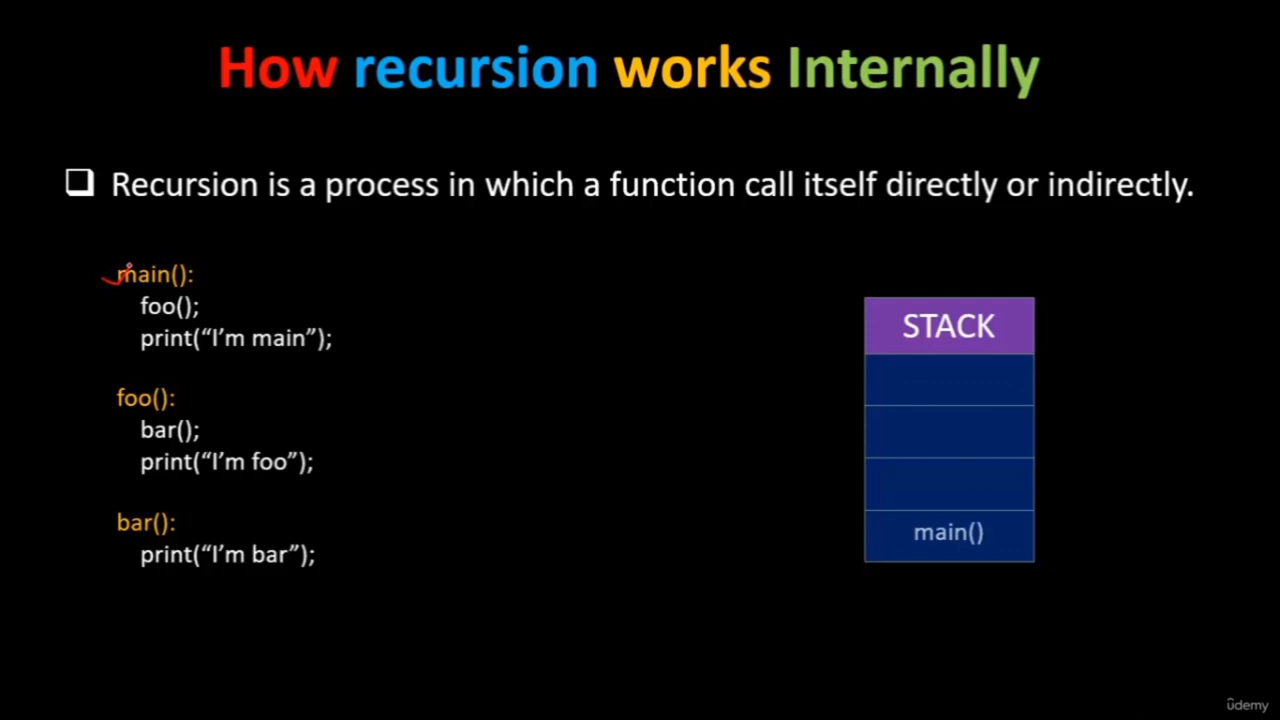 How recursion works Internally
Recursion is a process in which a function call itself directly or indirectly.
main():
foo();
print(“I’m main”);
foo():
bar();
print(“I’m foo”);
bar():
print(“I’m bar”);
STACK
main()
ûdemy